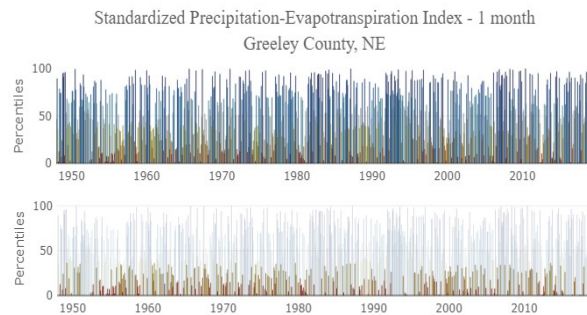 Standardized Precipitation-Evapotranspiration Index - 1 month
Greeley County, NE
Percentiles
100
50
0
1950 1960 1970 1980 1990 2000 2010
Percentiles
100
50
0
1950 1960 1970 1980 1990 2000 2010